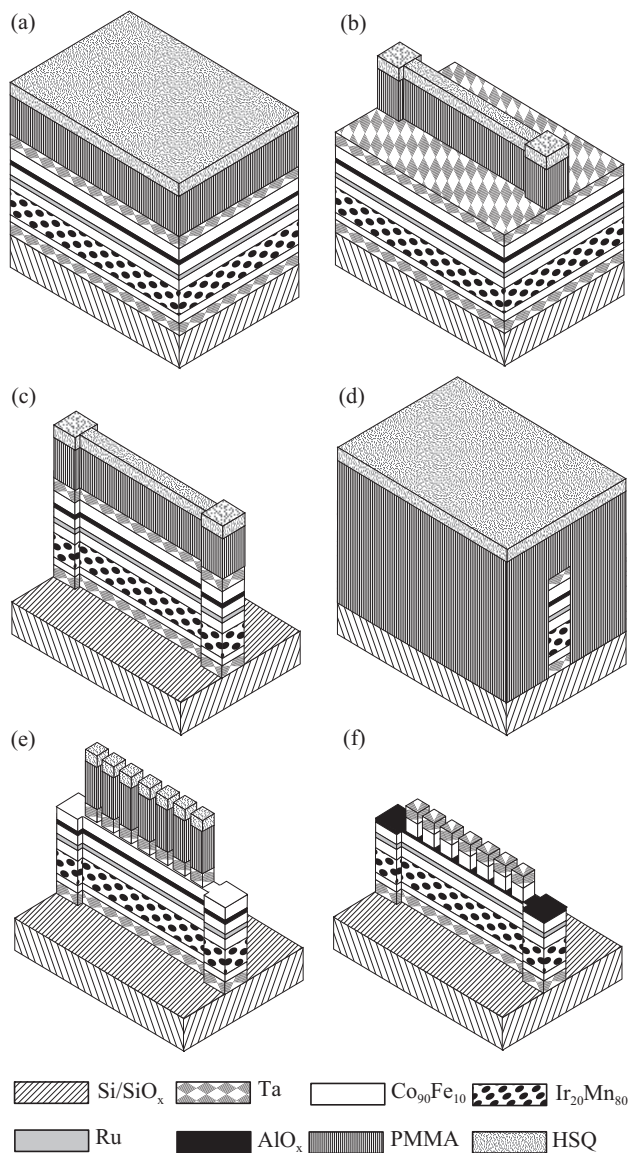 (a) (b)
(c) (d)
(e) (f)
Si/SiOₓ Ta Co₉₀Fe₁₀ Ir₂₀Mn₈₀
Ru AlOₓ PMMA HSQ